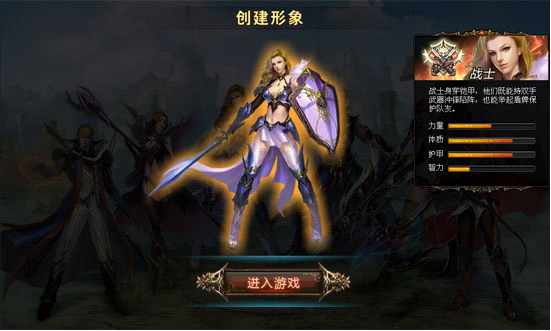 创建形象
战士
战士身穿铠甲，他们既能持双手
武器冲锋陷阵，也能举起盾牌保
护队友。
力量
体质
护甲
智力
进入游戏